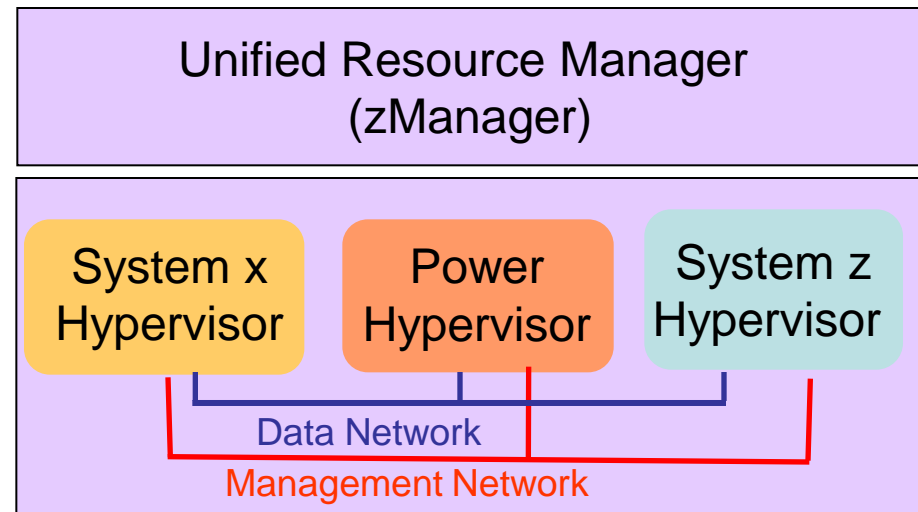 Unified Resource Manager
(zManager)
System x
Hypervisor
Power
Hypervisor
System z
Hypervisor
Data Network
Management Network